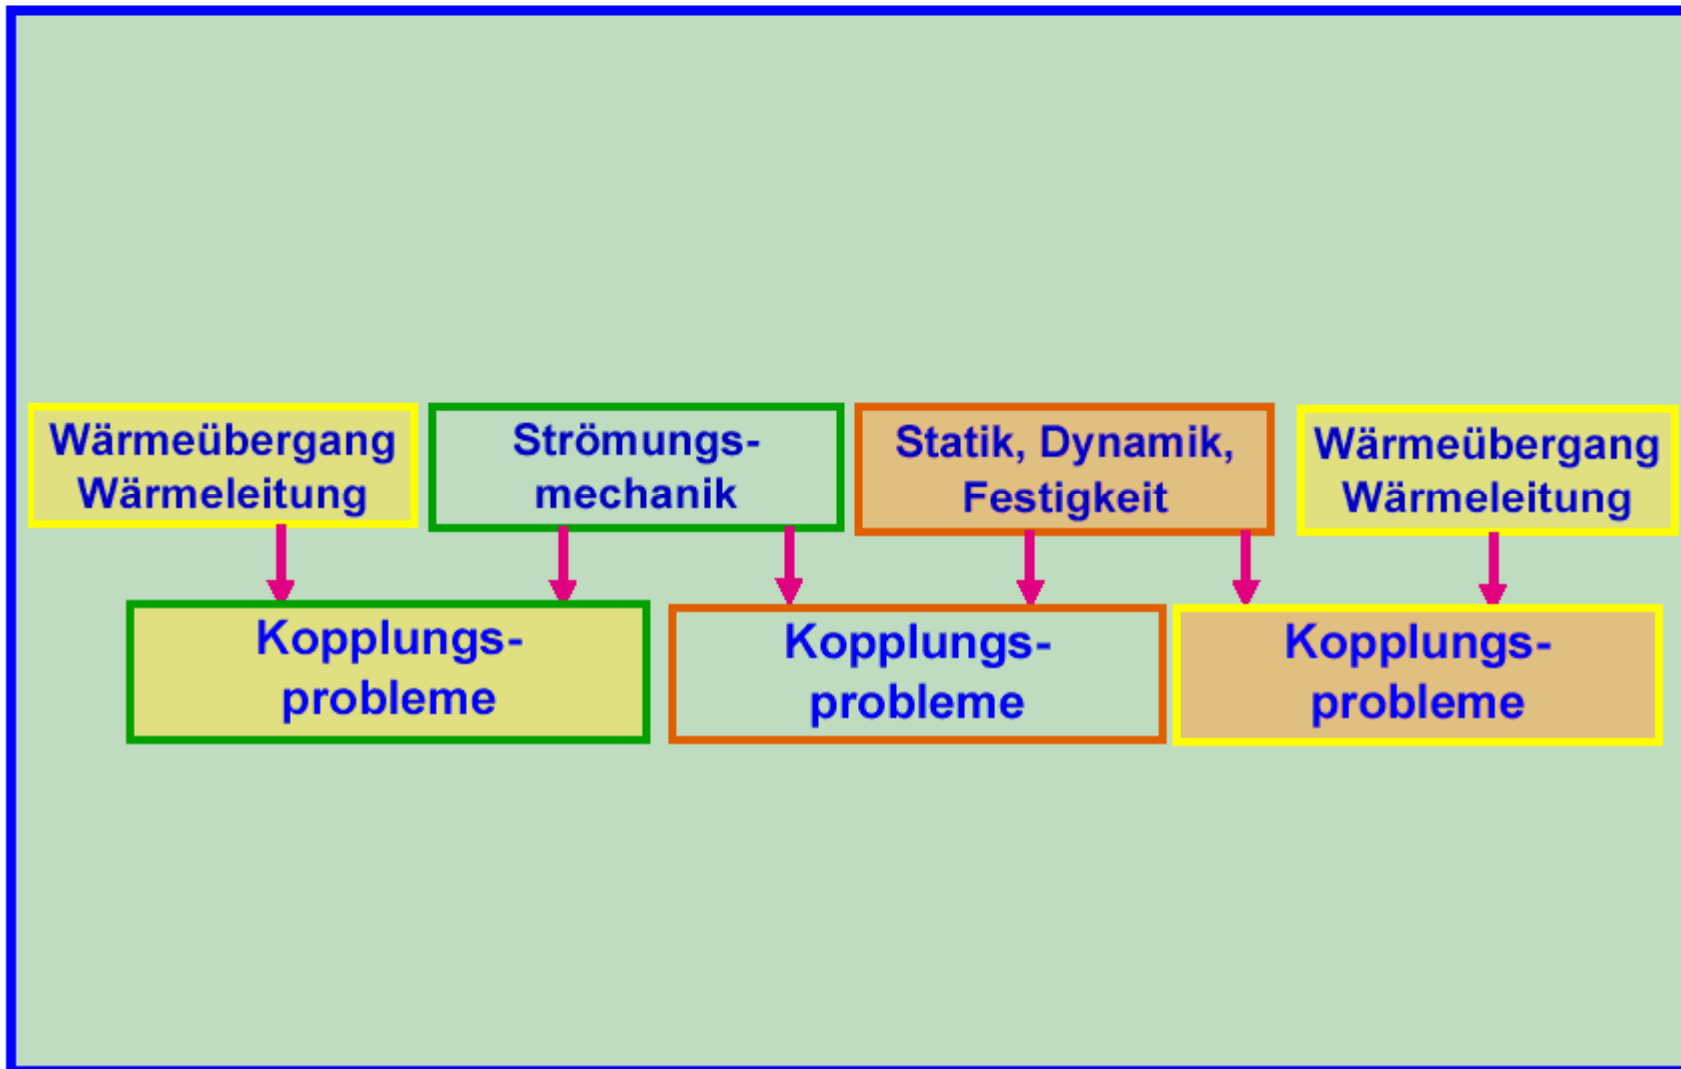 Wärmeübergang
Wärmeleitung
Strömungs-
mechanik
Statik, Dynamik,
Festigkeit
Wärmeübergang
Wärmeleitung
Kopplungs-
probleme
Kopplungs-
probleme
Kopplungs-
probleme